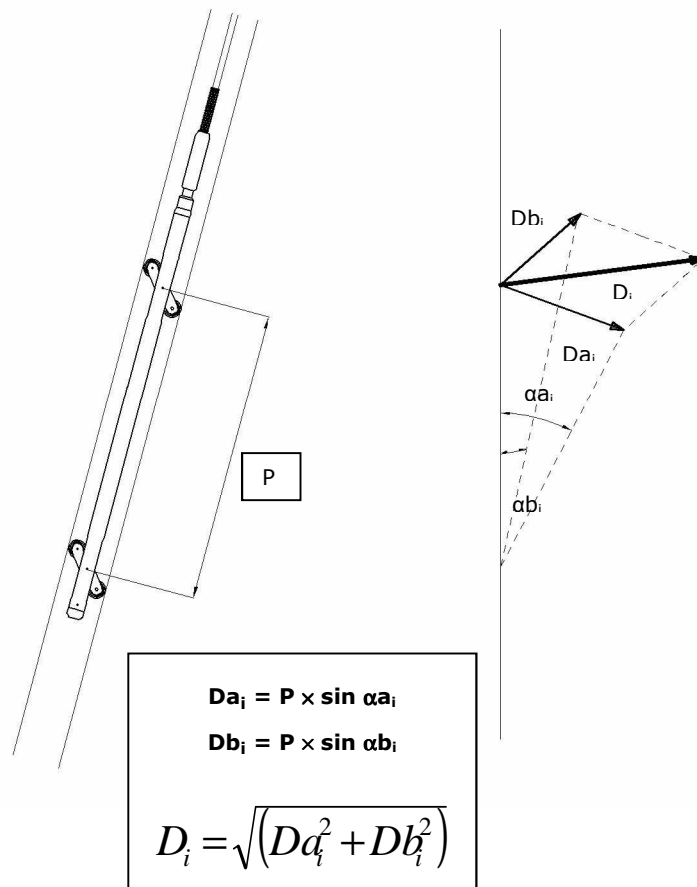 Dbᵢ
Dᵢ
Daᵢ
αaᵢ
P
αbᵢ
Daᵢ = P × sin αaᵢ
Dbᵢ = P × sin αbᵢ
Dᵢ = √(Daᵢ² + Dbᵢ²)